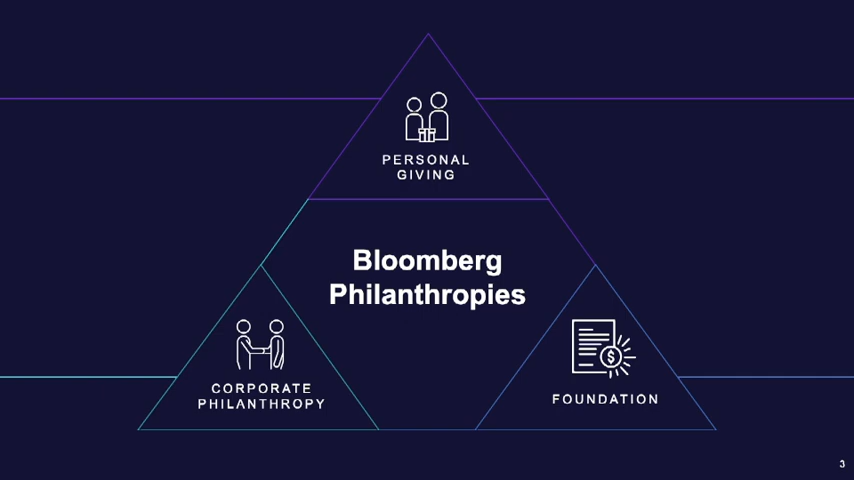 PERSONAL
GIVING
Bloomberg
Philanthropies
CORPORATE
PHILANTHROPY
$
FOUNDATION
3